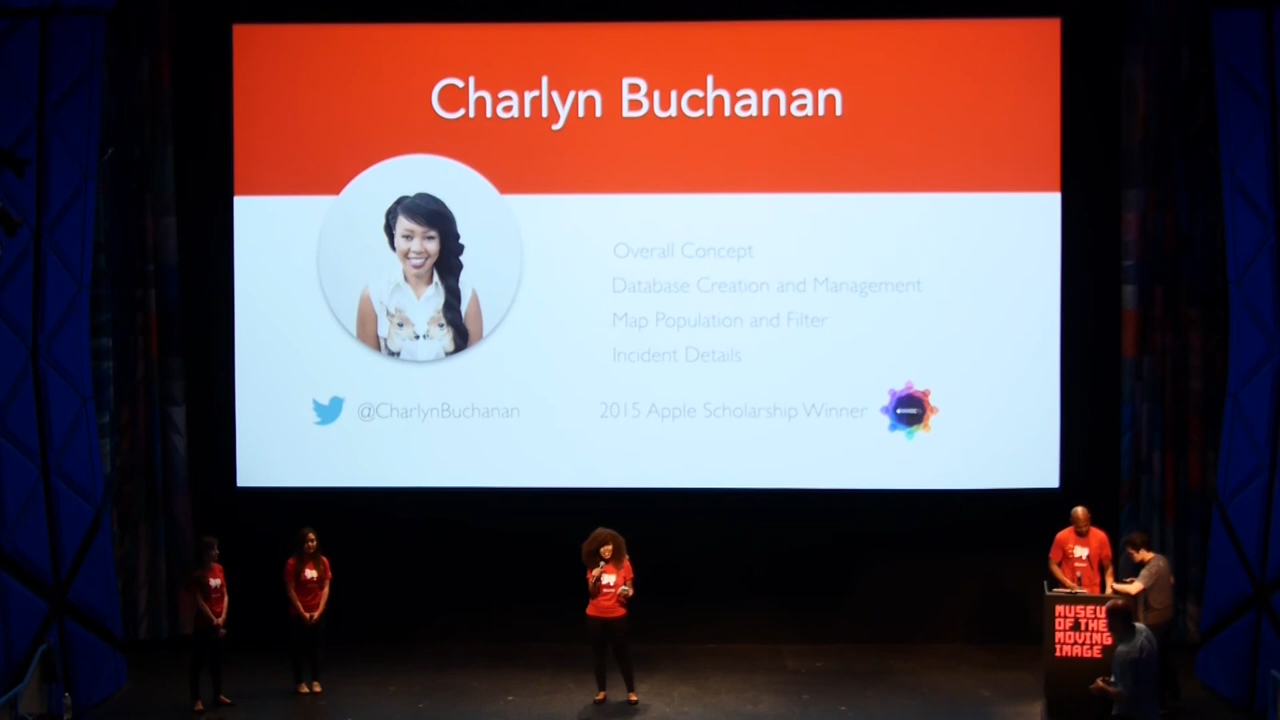 Charlyn Buchanan
Overall Concept
Database Creation and Management
Map Population and Filter
Incident Details
@CharlynBuchanan
2015 Apple Scholarship Winner
MUSEU
OF THE
MOVING
IMAGE